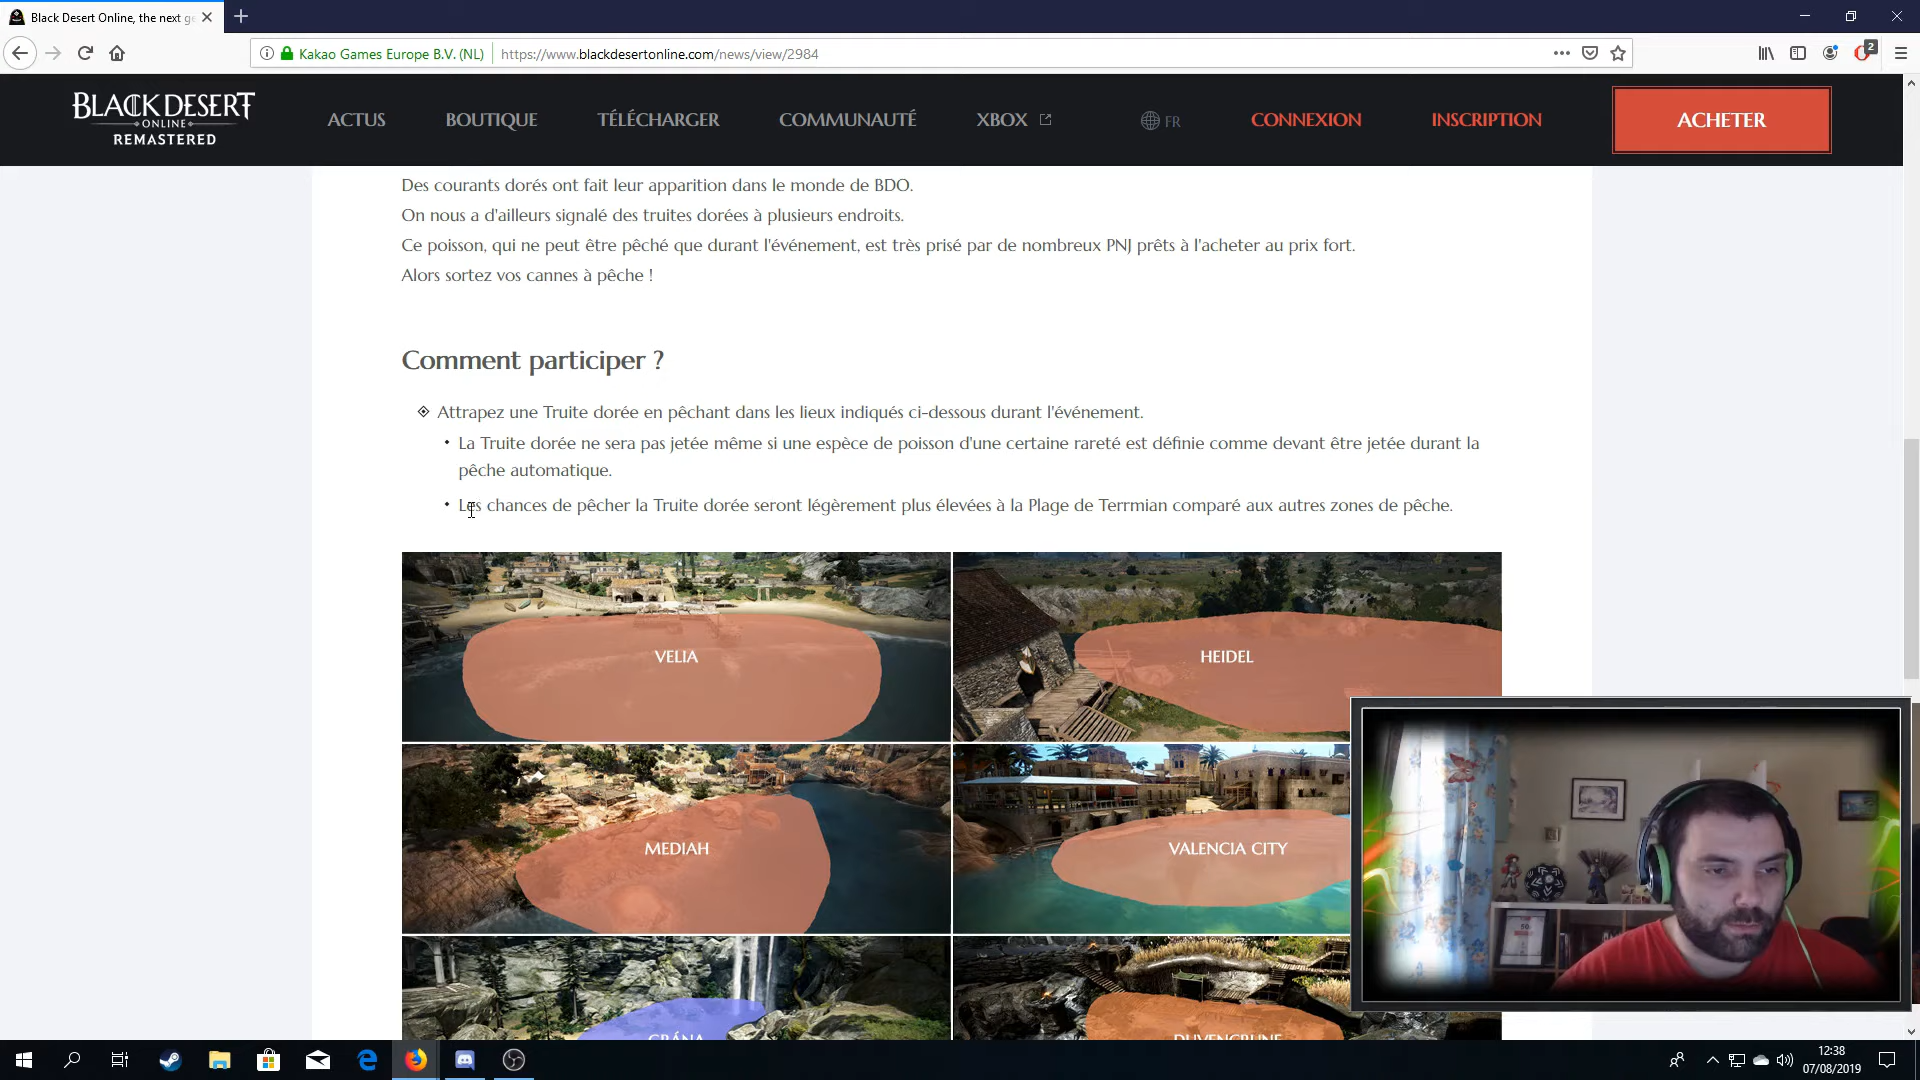 Black Desert Online, the next ge
Kakao Games Europe B.V. (NL)
https://www.blackdesertonline.com/news/view/2984
2
BLACK DESERT
ONLINE
REMASTERED
ACTUS
BOUTIQUE
TÉLÉCHARGER
COMMUNAUTÉ
XBOX
FR
CONNEXION
INSCRIPTION
ACHETER
Des courants dorés ont fait leur apparition dans le monde de BDO.
On nous a d'ailleurs signalé des truites dorées à plusieurs endroits.
Ce poisson, qui ne peut être pêché que durant l'événement, est très prisé par de nombreux PNJ prêts à l'acheter au prix fort.
Alors sortez vos cannes à pêche !
Comment participer ?
Attrapez une Truite dorée en pêchant dans les lieux indiqués ci-dessous durant l'événement.
La Truite dorée ne sera pas jetée même si une espèce de poisson d'une certaine rareté est définie comme devant être jetée durant la
pêche automatique.
Les chances de pêcher la Truite dorée seront légèrement plus élevées à la Plage de Terrmian comparé aux autres zones de pêche.
VELIA
HEIDEL
MEDIAH
VALENCIA CITY
GRÁNA
DUVENCRUNE
12:38
07/08/2019